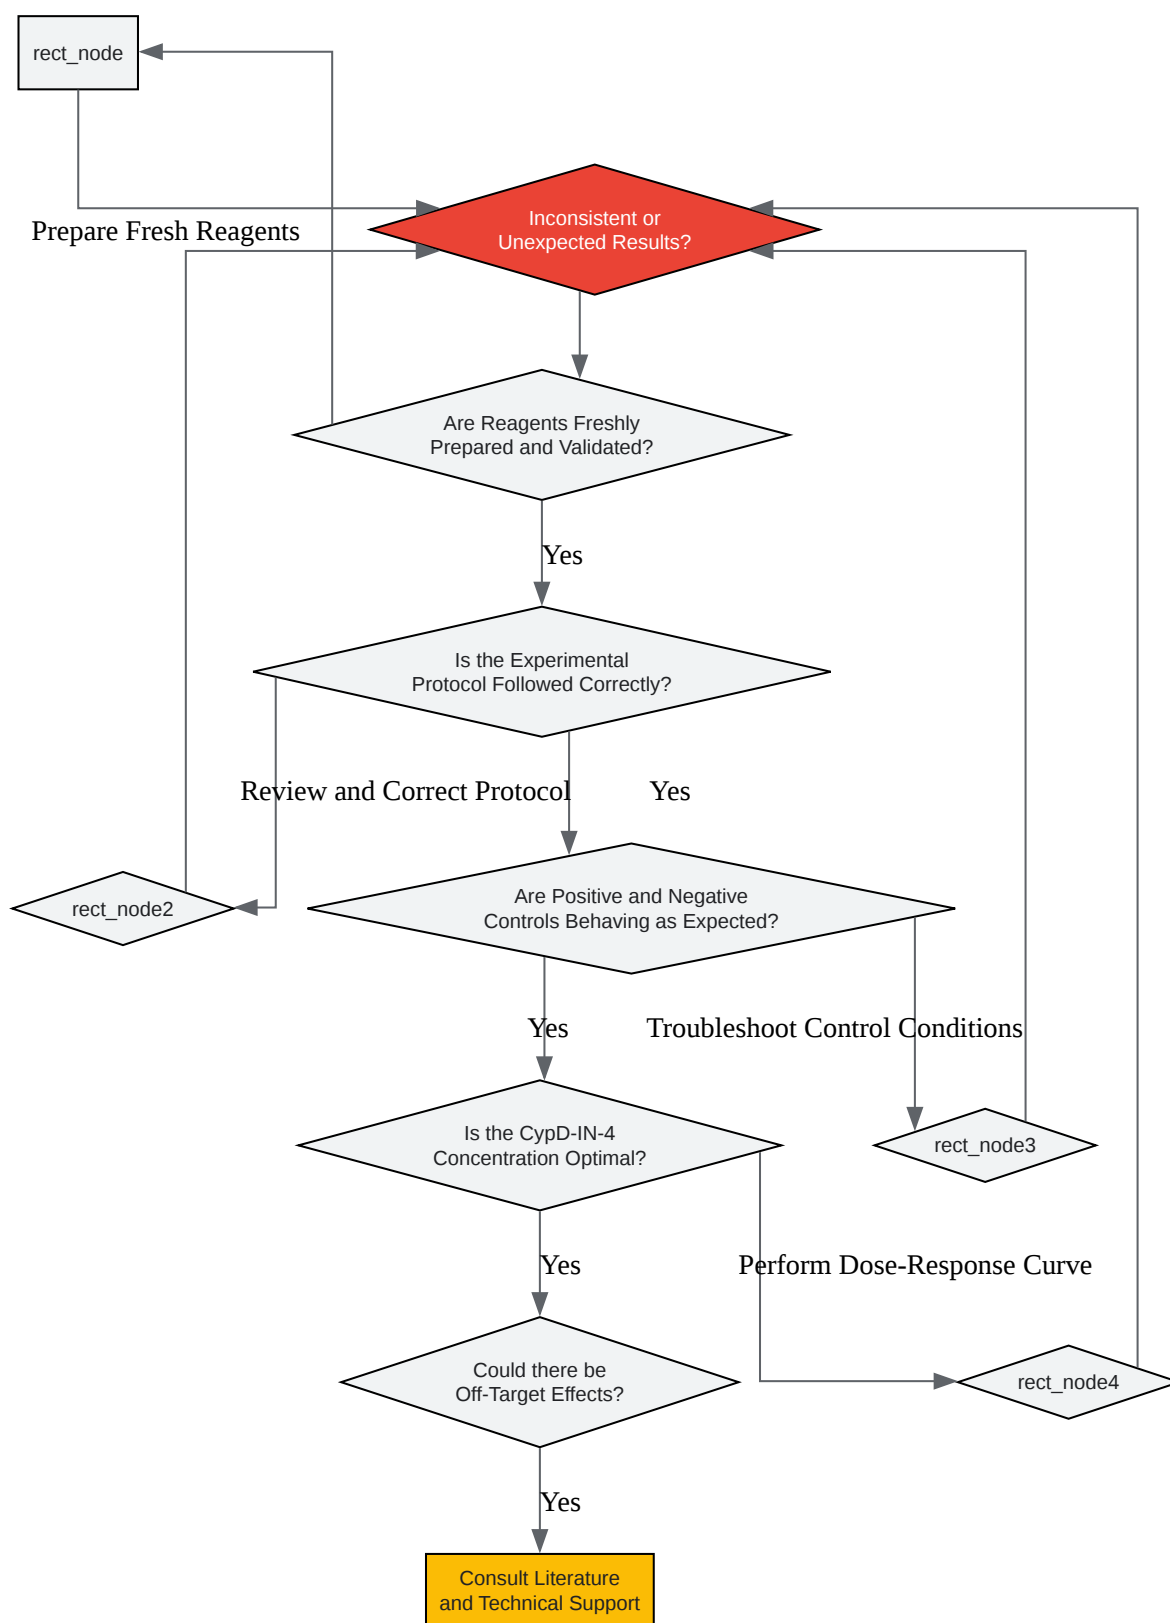 rect_node
Inconsistent or
Unexpected Results?
Prepare Fresh Reagents
Are Reagents Freshly
Prepared and Validated?
Yes
Is the Experimental
Protocol Followed Correctly?
Review and Correct Protocol
Yes
rect_node2
Are Positive and Negative
Controls Behaving as Expected?
Yes
Troubleshoot Control Conditions
Is the CypD-IN-4
Concentration Optimal?
rect_node3
Yes
Perform Dose-Response Curve
Could there be
Off-Target Effects?
rect_node4
Yes
Consult Literature
and Technical Support